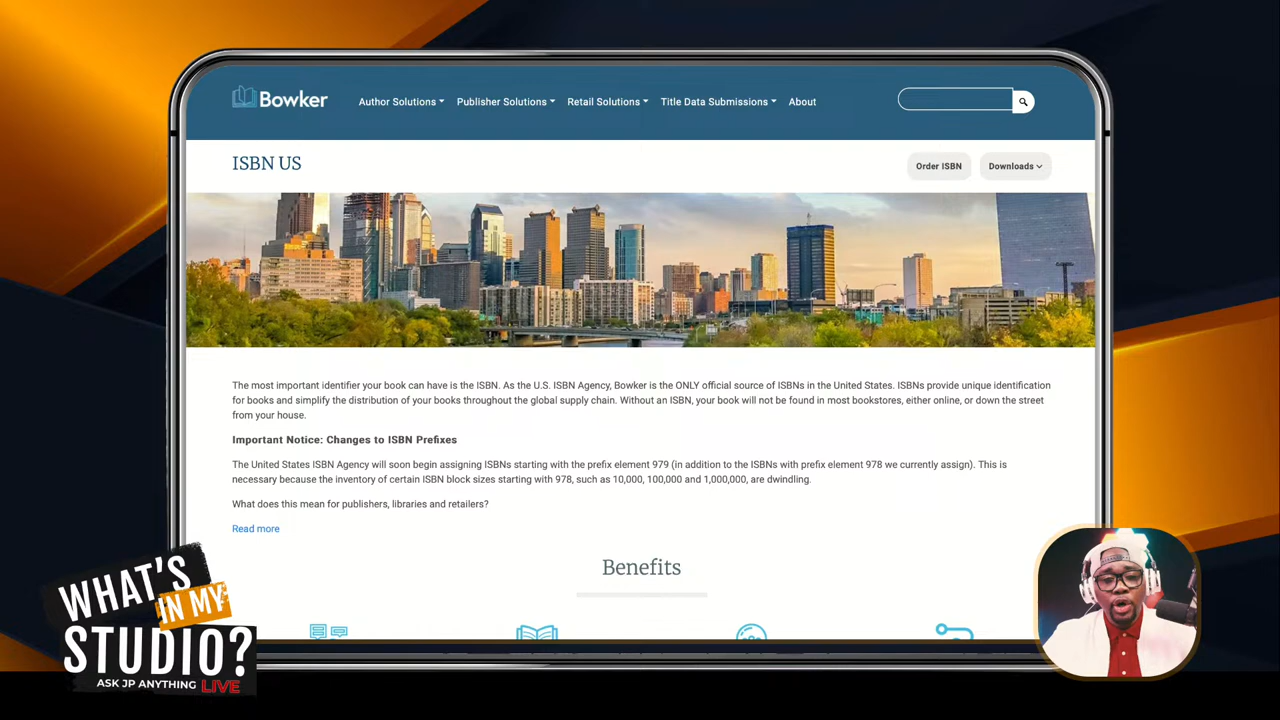 Bowker
Author Solutions
Publisher Solutions
Retail Solutions
Title Data Submissions
About
ISBN US
Order ISBN
Downloads
The most important identifier your book can have is the ISBN. As the U.S. ISBN Agency, Bowker is the ONLY official source of ISBNs in the United States. ISBNs provide unique identification
for books and simplify the distribution of your books throughout the global supply chain. Without an ISBN, your book will not be found in most bookstores, either online, or down the street
from your house.
Important Notice: Changes to ISBN Prefixes
The United States ISBN Agency will soon begin assigning ISBNs starting with the prefix element 979 (in addition to the ISBNs with prefix element 978 we currently assign). This is
necessary because the inventory of certain ISBN block sizes starting with 978, such as 10,000, 100,000 and 1,000,000, are dwindling.
What does this mean for publishers, libraries and retailers?
Read more
Benefits
WHAT'S
IN MY
STUDIO?
ASK JP ANYTHING LIVE